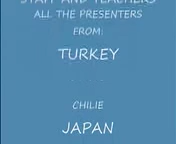 STAFF AND TEACHERS
ALL THE PRESENTERS
FROM:
TURKEY
- - - -
CHILIE
JAPAN